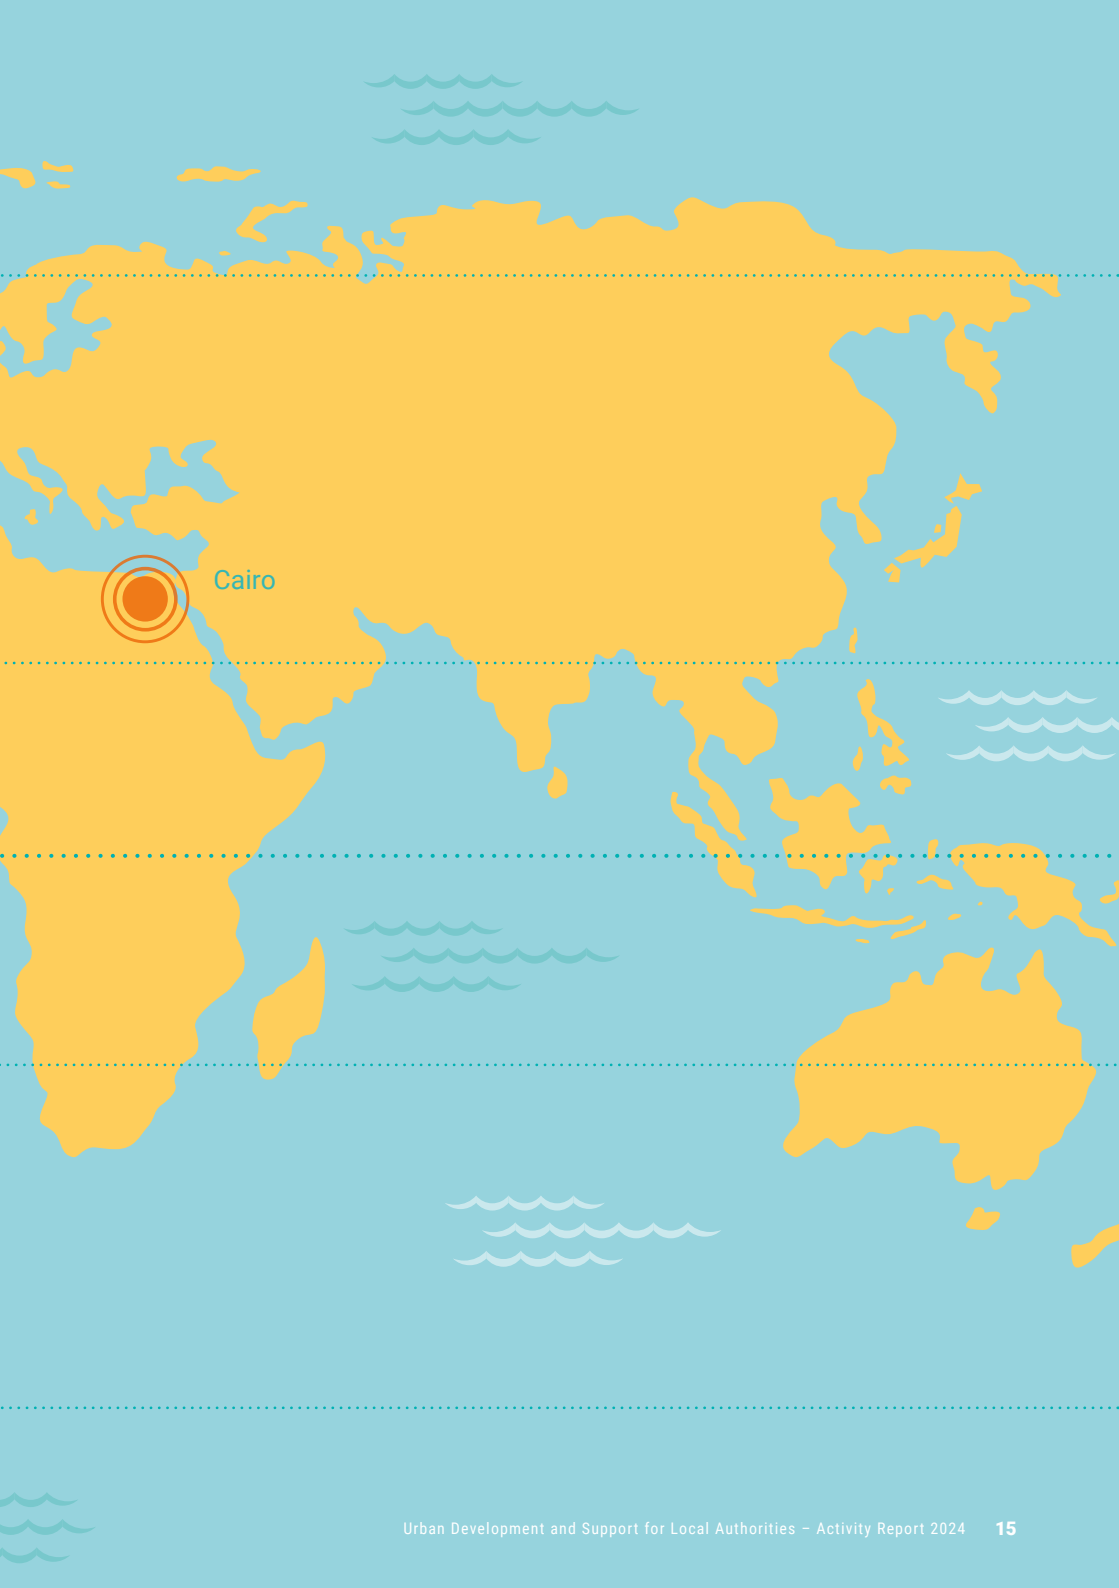 Cairo
Urban Development and Support for Local Authorities – Activity Report 2024 15